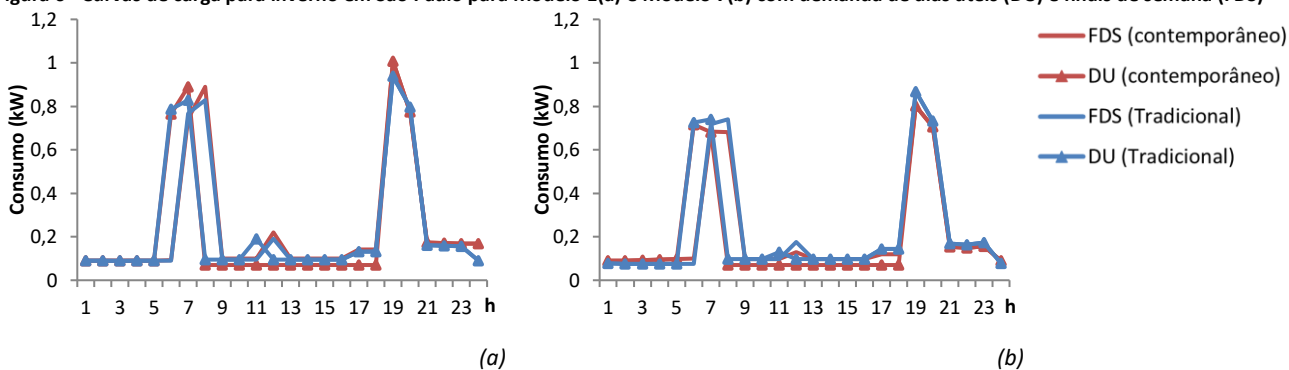 1,2
1
0,8
0,6
0,4
0,2
0
Consumo (kW)
1 3 5 7 9 11 13 15 17 19 21 23 h
(a)
1,2
1
0,8
0,6
0,4
0,2
0
Consumo (kW)
1 3 5 7 9 11 13 15 17 19 21 23 h
(b)
FDS (contemporâneo)
DU (contemporâneo)
FDS (Tradicional)
DU (Tradicional)